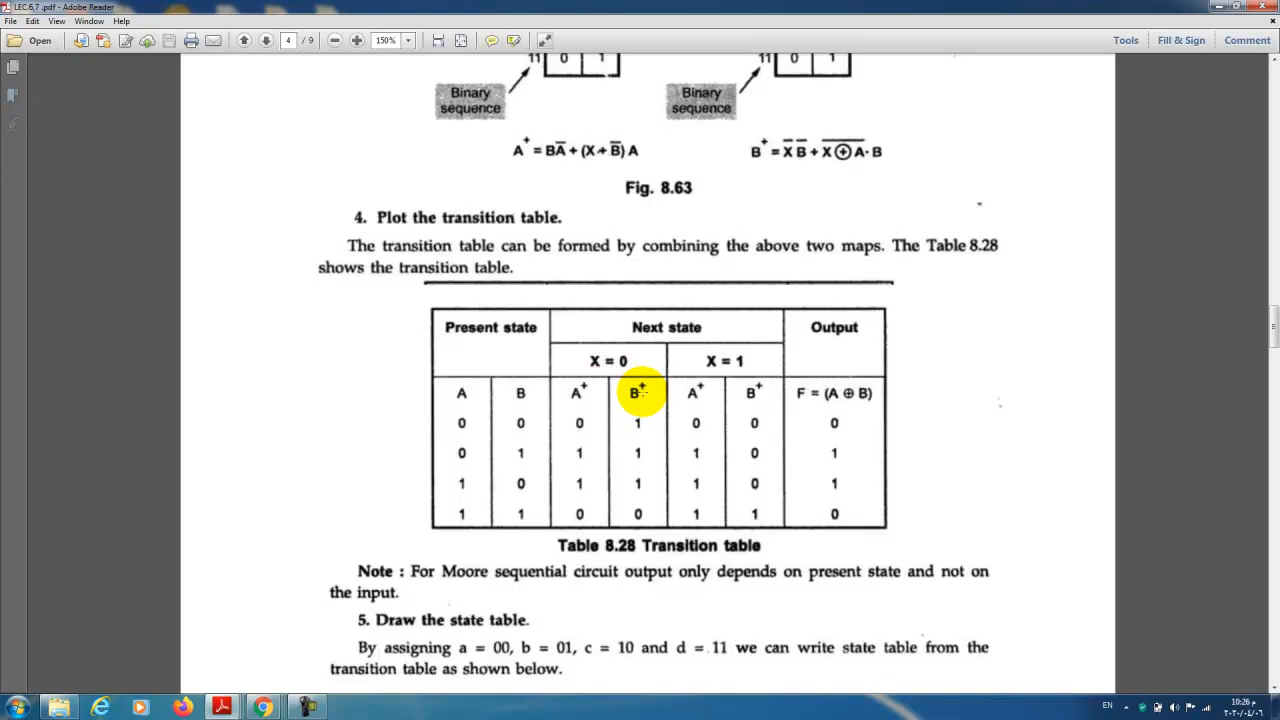 LEC.6,7 .pdf - Adobe Reader
File Edit View Window Help
Open 4 / 9 150% Tools Fill & Sign Comment
11 0 1 11 0 1
Binary sequence Binary sequence
A⁺ = BA̅ + (X + B̅) A B⁺ = X̅ B̅ + X̅ ̅⊕̅ ̅A̅ · B
Fig. 8.63
4. Plot the transition table.
The transition table can be formed by combining the above two maps. The Table 8.28
shows the transition table.
Present state Next state Output
X = 0 X = 1
A B A⁺ B⁺ A⁺ B⁺ F = (A ⊕ B)
0 0 0 1 0 0 0
0 1 1 1 1 0 1
1 0 1 1 1 0 1
1 1 0 0 1 1 0
Table 8.28 Transition table
Note : For Moore sequential circuit output only depends on present state and not on
the input.
5. Draw the state table.
By assigning a = 00, b = 01, c = 10 and d = 11 we can write state table from the
transition table as shown below.
EN 10:26 م
٢٠٢٠/٠٤/٠٦